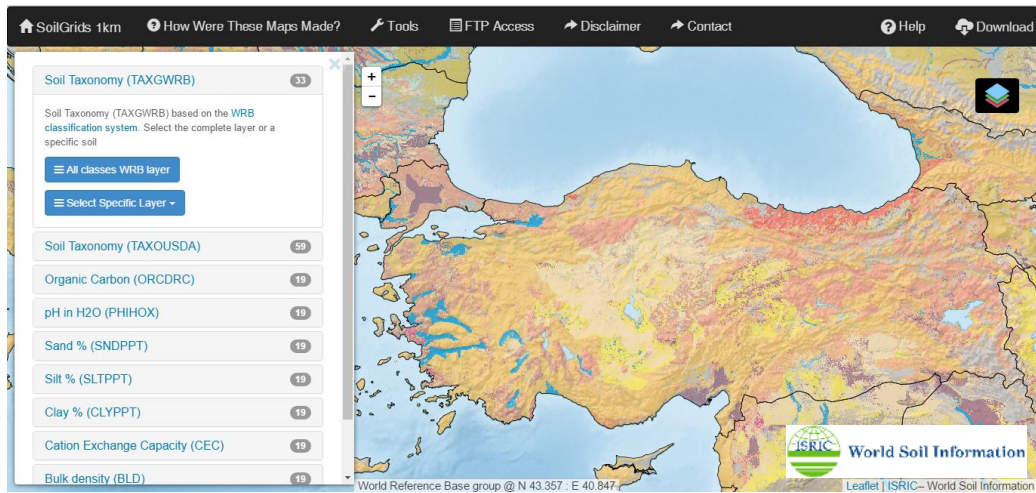 SoilGrids 1km How Were These Maps Made? Tools FTP Access Disclaimer Contact Help Download
Soil Taxonomy (TAXGWRB) 33
Soil Taxonomy (TAXGWRB) based on the WRB
classification system. Select the complete layer or a
specific soil
All classes WRB layer
Select Specific Layer
Soil Taxonomy (TAXOUSDA) 59
Organic Carbon (ORCDRC) 19
pH in H2O (PHIHOX) 19
Sand % (SNDPPT) 19
Silt % (SLTPPT) 19
Clay % (CLYPPT) 19
Cation Exchange Capacity (CEC) 19
Bulk density (BLD) 19
+
-
ISRIC World Soil Information
World Reference Base group @ N 43.357 : E 40.847
Leaflet | ISRIC– World Soil Information